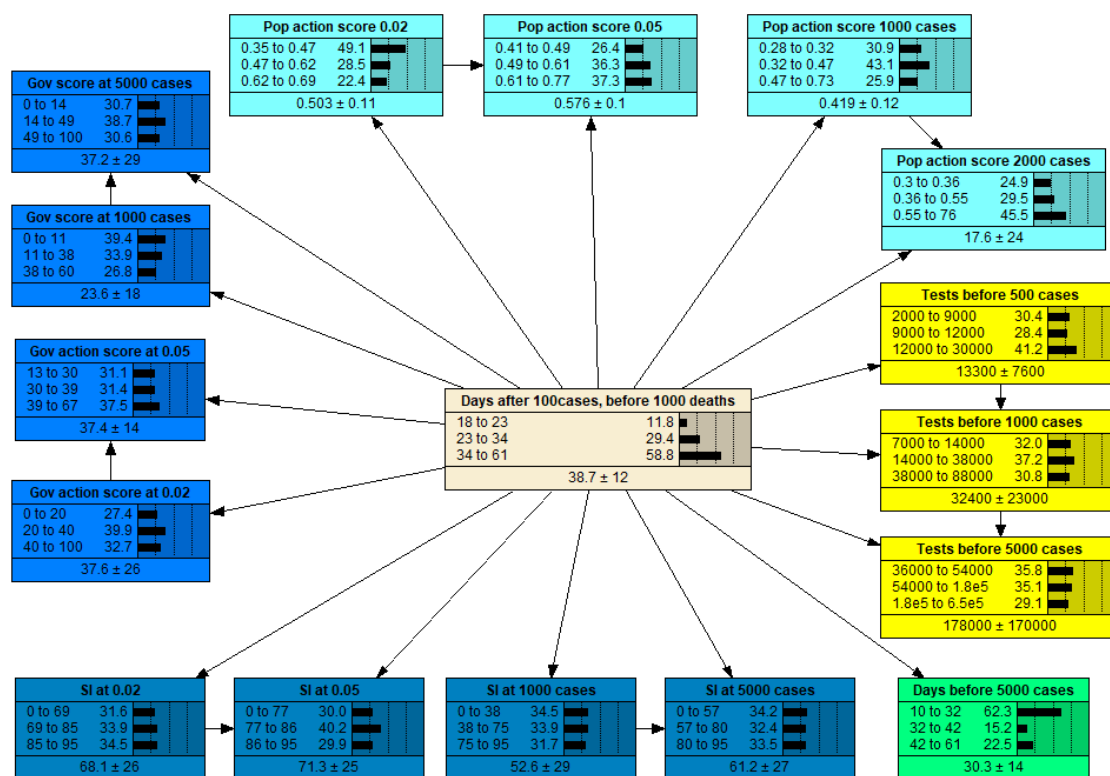 Pop action score 0.02
0.35 to 0.47 49.1
0.47 to 0.62 28.5
0.62 to 0.69 22.4
0.503 ± 0.11
Pop action score 0.05
0.41 to 0.49 26.4
0.49 to 0.61 36.3
0.61 to 0.77 37.3
0.576 ± 0.1
Pop action score 1000 cases
0.28 to 0.32 30.9
0.32 to 0.47 43.1
0.47 to 0.73 25.9
0.419 ± 0.12
Gov score at 5000 cases
0 to 14 30.7
14 to 49 38.7
49 to 100 30.6
37.2 ± 29
Pop action score 2000 cases
0.3 to 0.36 24.9
0.36 to 0.55 29.5
0.55 to 76 45.5
17.6 ± 24
Gov score at 1000 cases
0 to 11 39.4
11 to 38 33.9
38 to 60 26.8
23.6 ± 18
Tests before 500 cases
2000 to 9000 30.4
9000 to 12000 28.4
12000 to 30000 41.2
13300 ± 7600
Gov action score at 0.05
13 to 30 31.1
30 to 39 31.4
39 to 67 37.5
37.4 ± 14
Days after 100cases, before 1000 deaths
18 to 23 11.8
23 to 34 29.4
34 to 61 58.8
38.7 ± 12
Tests before 1000 cases
7000 to 14000 32.0
14000 to 38000 37.2
38000 to 88000 30.8
32400 ± 23000
Gov action score at 0.02
0 to 20 27.4
20 to 40 39.9
40 to 100 32.7
37.6 ± 26
Tests before 5000 cases
36000 to 54000 35.8
54000 to 1.8e5 35.1
1.8e5 to 6.5e5 29.1
178000 ± 170000
SI at 0.02
0 to 69 31.6
69 to 85 33.9
85 to 95 34.5
68.1 ± 26
SI at 0.05
0 to 77 30.0
77 to 86 40.2
86 to 95 29.9
71.3 ± 25
SI at 1000 cases
0 to 38 34.5
38 to 75 33.9
75 to 95 31.7
52.6 ± 29
SI at 5000 cases
0 to 57 34.2
57 to 80 32.4
80 to 95 33.5
61.2 ± 27
Days before 5000 cases
10 to 32 62.3
32 to 42 15.2
42 to 61 22.5
30.3 ± 14